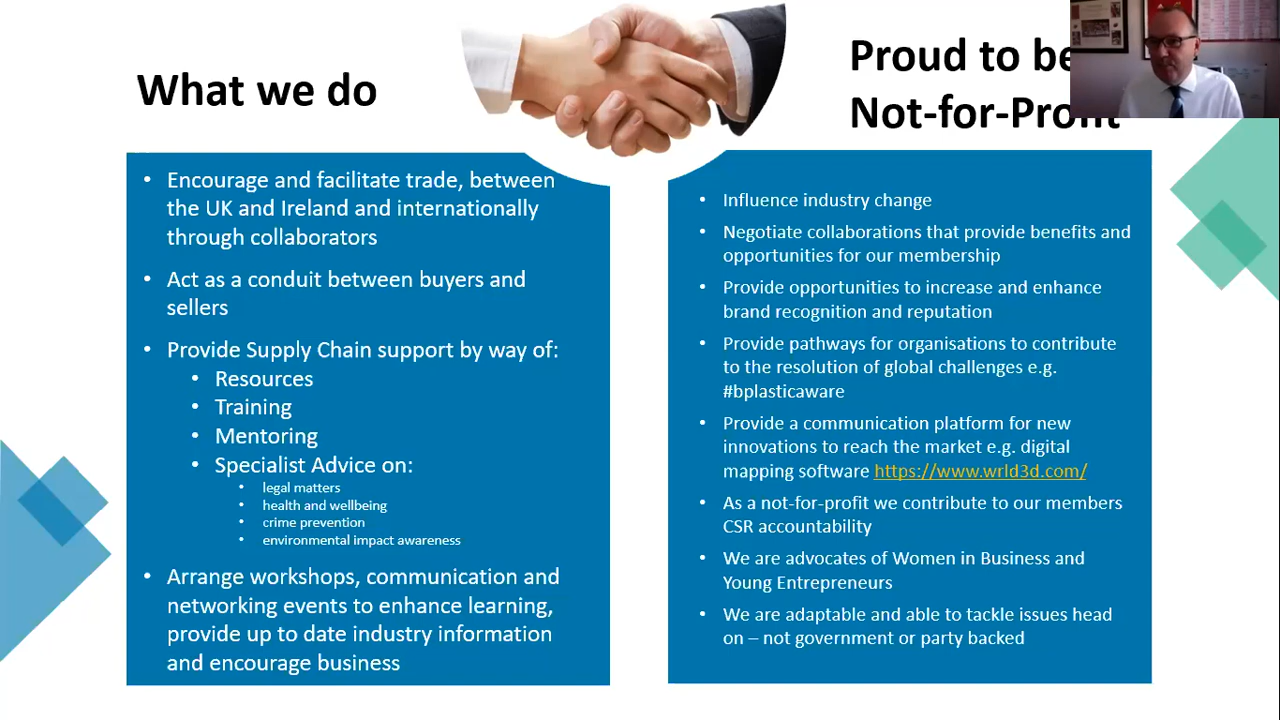 What we do
Encourage and facilitate trade, between
the UK and Ireland and internationally
through collaborators
Act as a conduit between buyers and
sellers
Provide Supply Chain support by way of:
Resources
Training
Mentoring
Specialist Advice on:
legal matters
health and wellbeing
crime prevention
environmental impact awareness
Arrange workshops, communication and
networking events to enhance learning,
provide up to date industry information
and encourage business
Proud to be
Not-for-Profit
Influence industry change
Negotiate collaborations that provide benefits and
opportunities for our membership
Provide opportunities to increase and enhance
brand recognition and reputation
Provide pathways for organisations to contribute
to the resolution of global challenges e.g.
#bplasticaware
Provide a communication platform for new
innovations to reach the market e.g. digital
mapping software https://www.wrld3d.com/
As a not-for-profit we contribute to our members
CSR accountability
We are advocates of Women in Business and
Young Entrepreneurs
We are adaptable and able to tackle issues head
on – not government or party backed